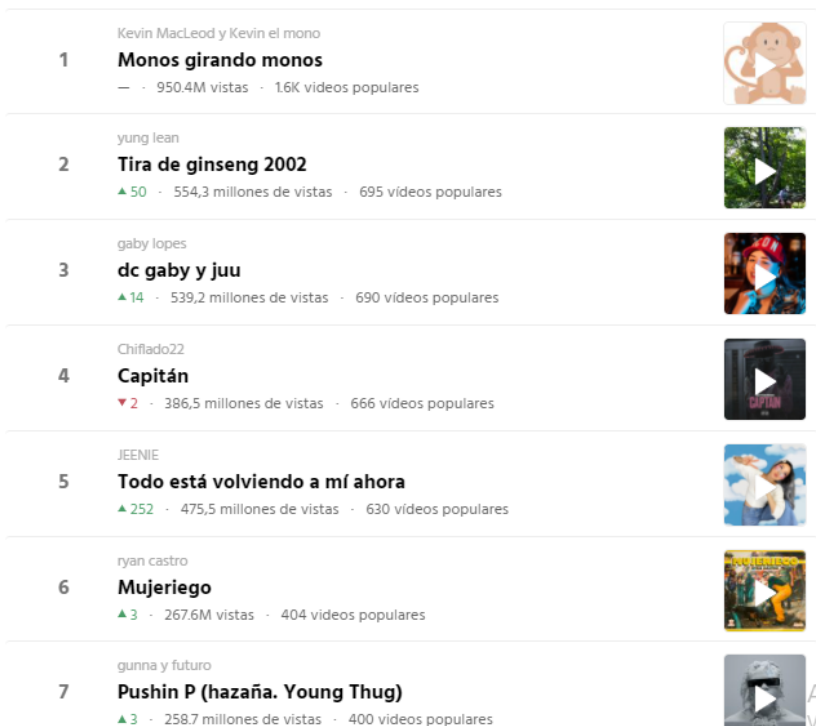 Kevin MacLeod y Kevin el mono
1 Monos girando monos
— · 950.4M vistas · 1.6K videos populares
yung lean
2 Tira de ginseng 2002
▲ 50 · 554,3 millones de vistas · 695 vídeos populares
gaby lopes
3 dc gaby y juu
▲ 14 · 539,2 millones de vistas · 690 vídeos populares
Chiflado22
4 Capitán
▼ 2 · 386,5 millones de vistas · 666 vídeos populares
CAPTAIN
JEENIE
5 Todo está volviendo a mí ahora
▲ 252 · 475,5 millones de vistas · 630 vídeos populares
ryan castro
6 Mujeriego
▲ 3 · 267.6M vistas · 404 videos populares
MUJERIEGO
gunna y futuro
7 Pushin P (hazaña. Young Thug)
▲ 3 · 258.7 millones de vistas · 400 videos populares